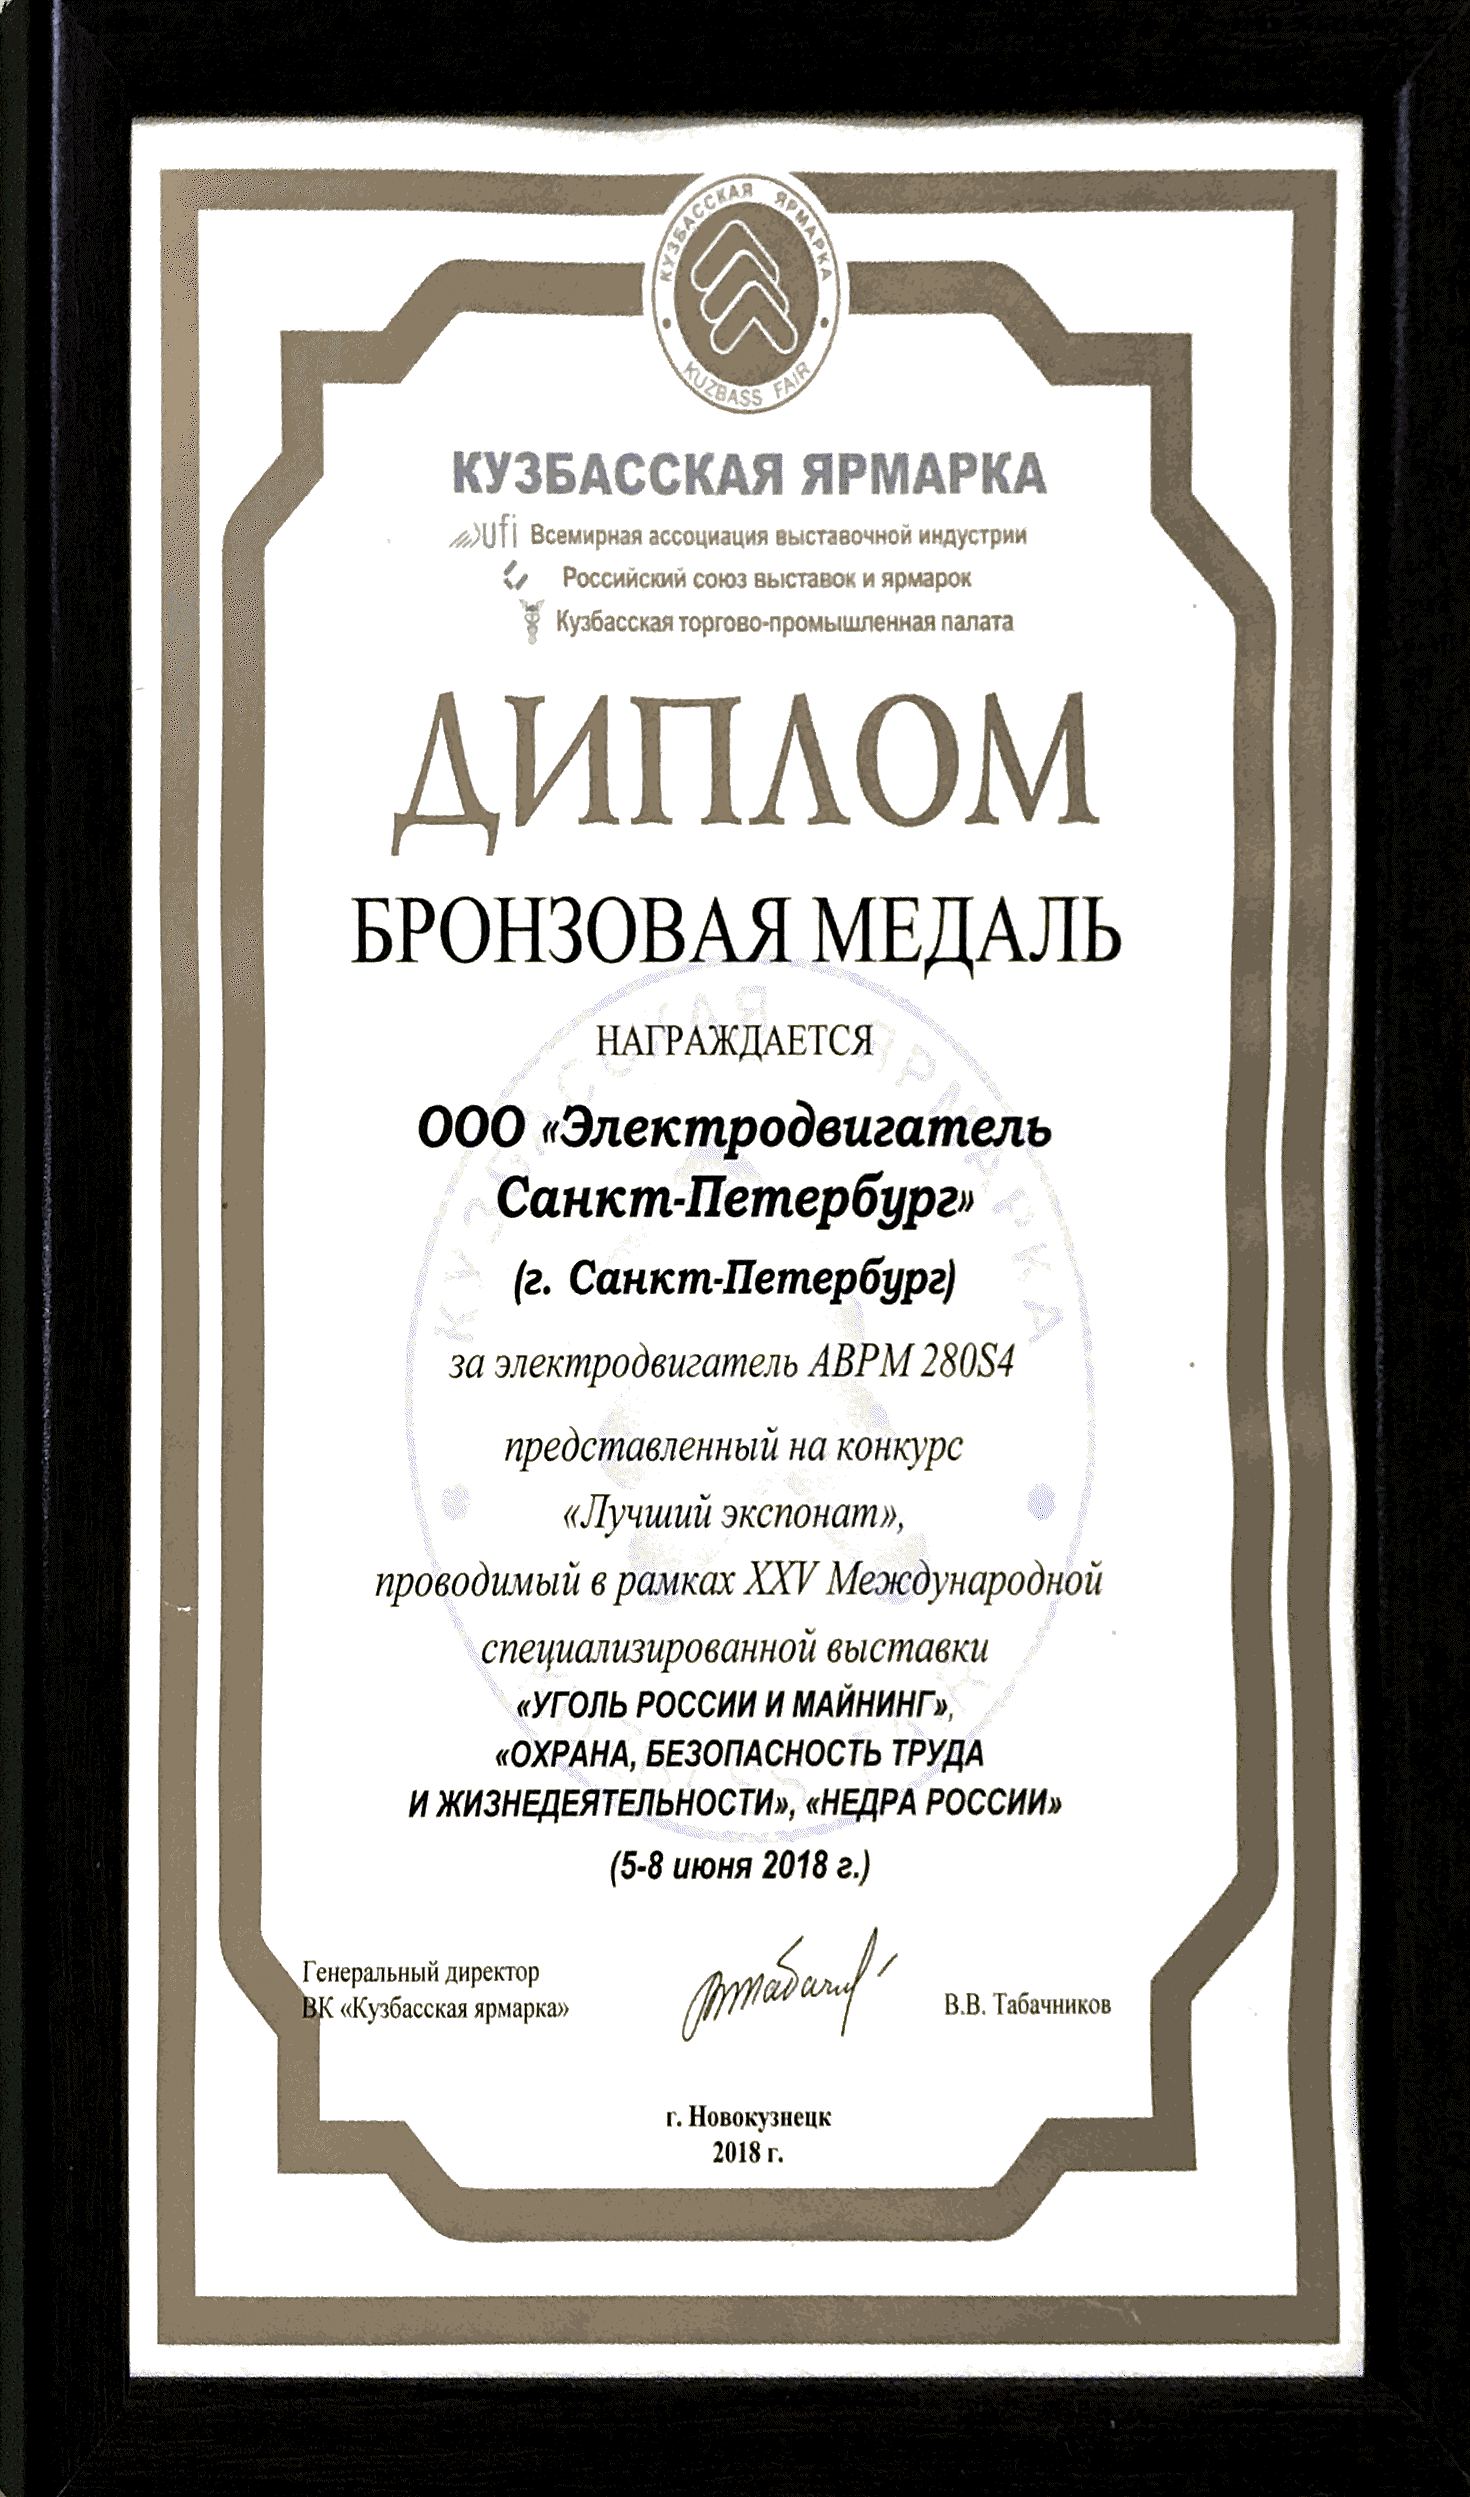 КУЗБАССКАЯ ЯРМАРКА
KUZBASS FAIR
КУЗБАССКАЯ ЯРМАРКА
ufi Всемирная ассоциация выставочной индустрии
Российский союз выставок и ярмарок
Кузбасская торгово-промышленная палата
ДИПЛОМ
БРОНЗОВАЯ МЕДАЛЬ
НАГРАЖДАЕТСЯ
ООО «Электродвигатель
Санкт-Петербург»
(г. Санкт-Петербург)
за электродвигатель АВРМ 280S4
представленный на конкурс
«Лучший экспонат»,
проводимый в рамках XXV Международной
специализированной выставки
«УГОЛЬ РОССИИ И МАЙНИНГ»,
«ОХРАНА, БЕЗОПАСНОСТЬ ТРУДА
И ЖИЗНЕДЕЯТЕЛЬНОСТИ», «НЕДРА РОССИИ»
(5-8 июня 2018 г.)
Генеральный директор
ВК «Кузбасская ярмарка»
В.В. Табачников
г. Новокузнецк
2018 г.